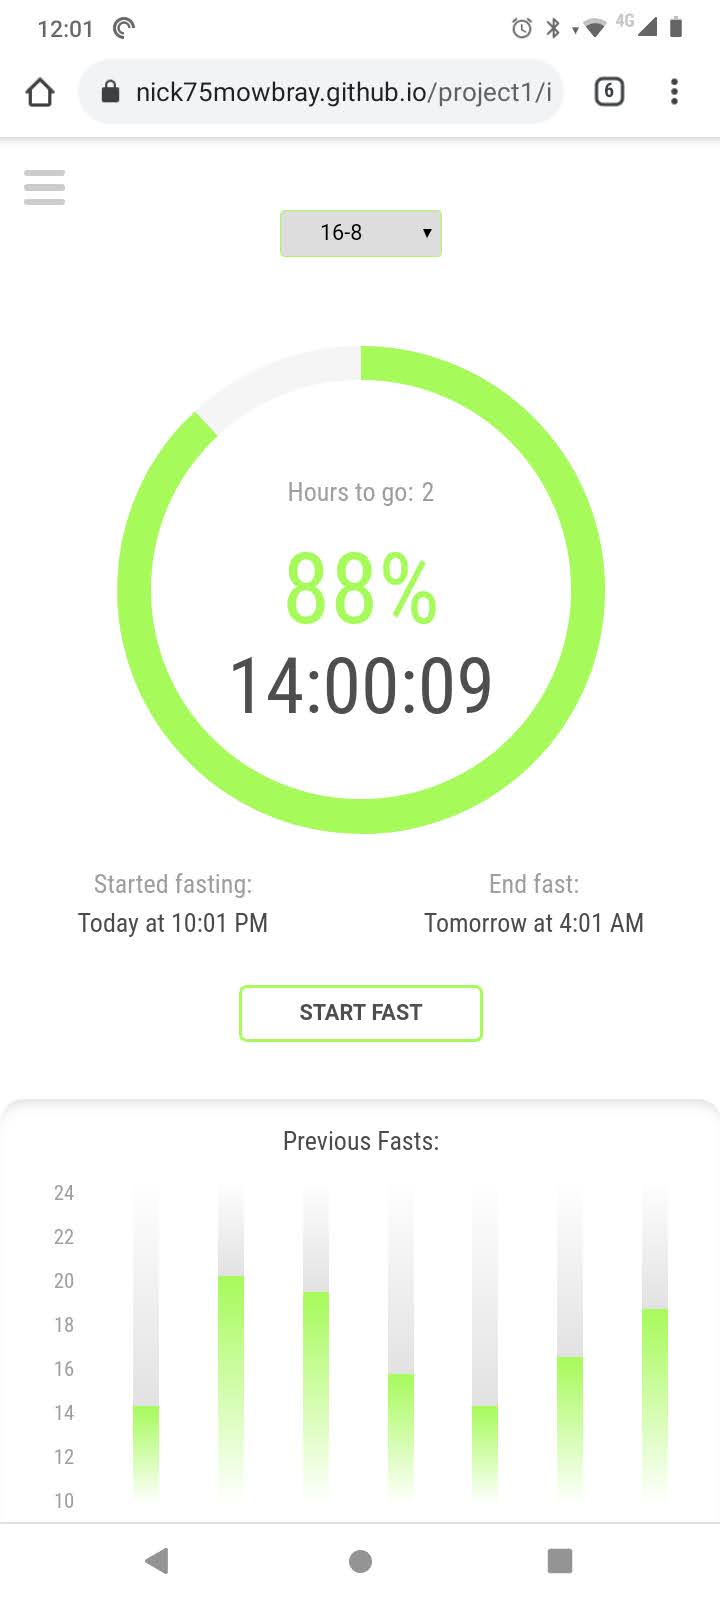 12:01
4G
nick75mowbray.github.io/project1/i
6
16-8
Hours to go: 2
88%
14:00:09
Started fasting:
Today at 10:01 PM
End fast:
Tomorrow at 4:01 AM
START FAST
Previous Fasts:
24
22
20
18
16
14
12
10